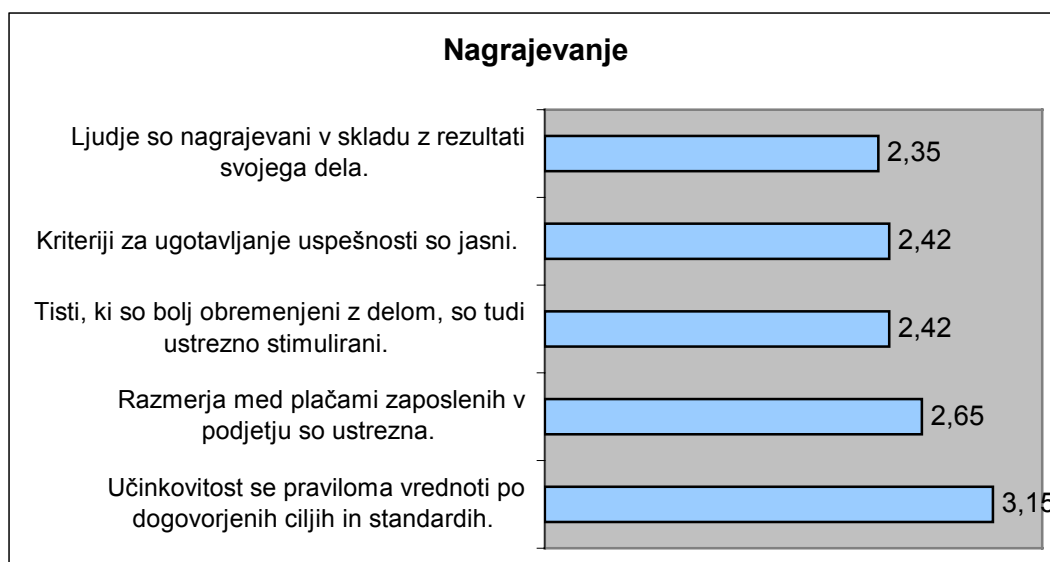 Nagrajevanje
Ljudje so nagrajevani v skladu z rezultati
svojega dela.
2,35
Kriteriji za ugotavljanje uspešnosti so jasni.
2,42
Tisti, ki so bolj obremenjeni z delom, so tudi
ustrezno stimulirani.
2,42
Razmerja med plačami zaposlenih v
podjetju so ustrezna.
2,65
Učinkovitost se praviloma vrednoti po
dogovorjenih ciljih in standardih.
3,15